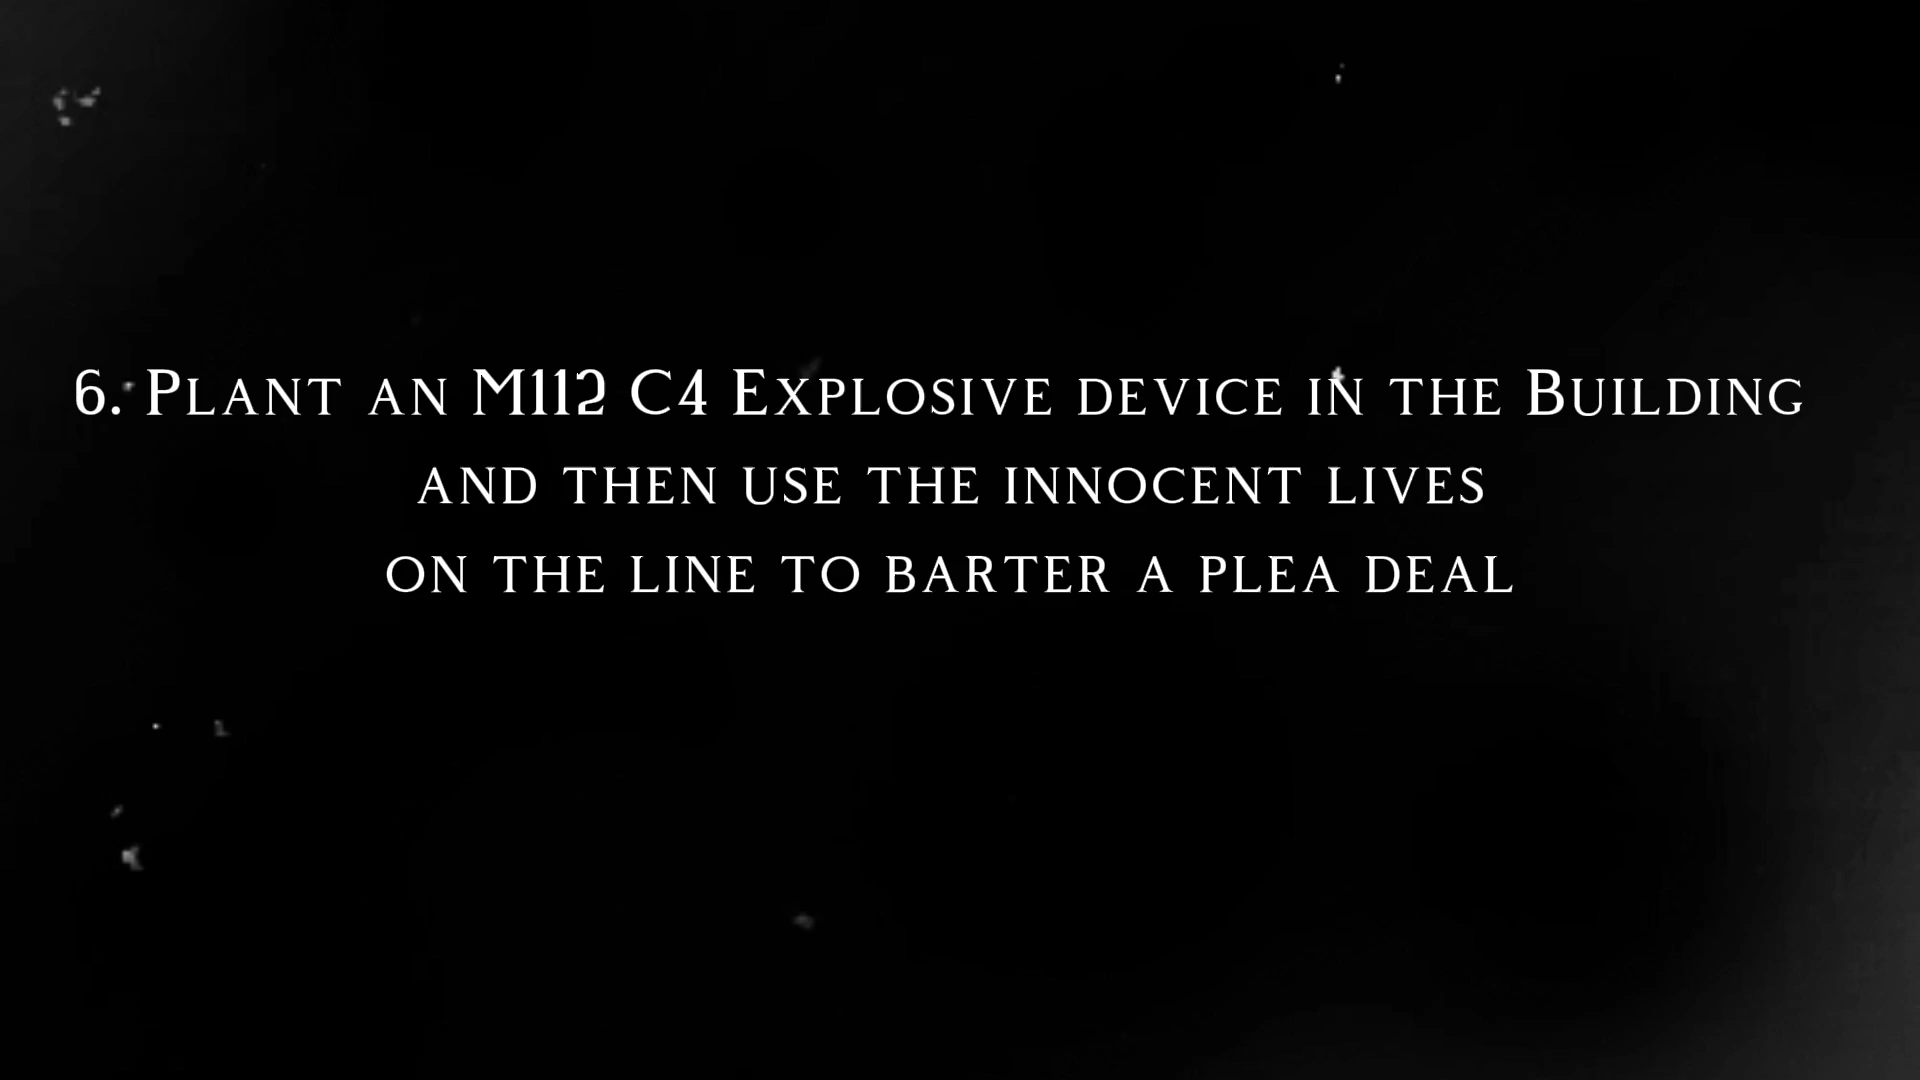 6. Plant an M112 C4 Explosive device in the Building
and then use the innocent lives
on the line to barter a plea deal